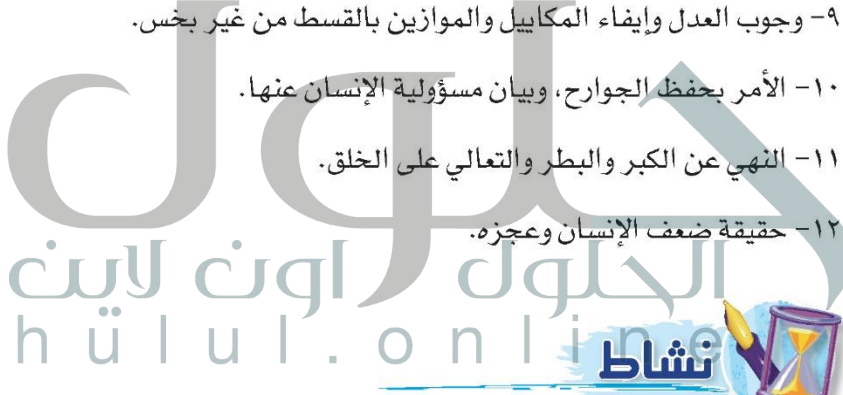 ٩- وجوب العدل وإيفاء المكاييل والموازين بالقسط من غير بخس.
١٠- الأمر بحفظ الجوارح، وبيان مسؤولية الإنسان عنها.
١١- النهي عن الكبر والبطر والتعالي على الخلق.
١٢- حقيقة ضعف الإنسان وعجزه.
حلول
الحلول اون لاين
hulul.online
نشاط